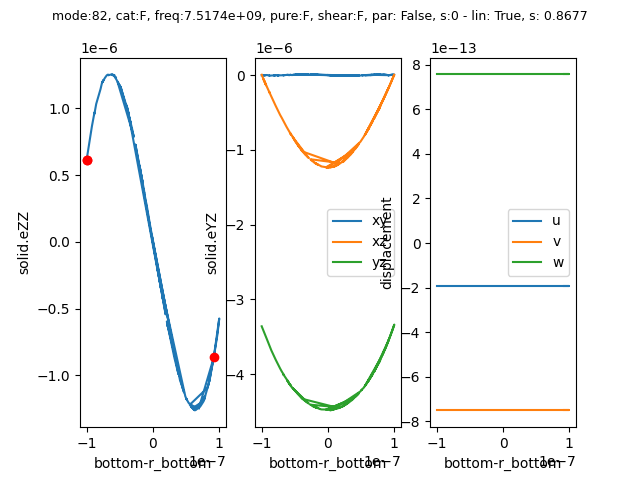 mode:82, cat:F, freq:7.5174e+09, pure:F, shear:F, par: False, s:0 - lin: True, s: 0.8677
1e−6
1.0
0.5
0.0
−0.5
−1.0
solid.eZZ
−1
0
1
1e−7
bottom-r_bottom
1e−6
0
−1
−2
−3
−4
solid.eYZ
xy
xz
yz
−1
0
1
1e−7
bottom-r_bottom
1e−13
8
6
4
2
0
−2
−4
−6
−8
displacement
u
v
w
−1
0
1
1e−7
bottom-r_bottom